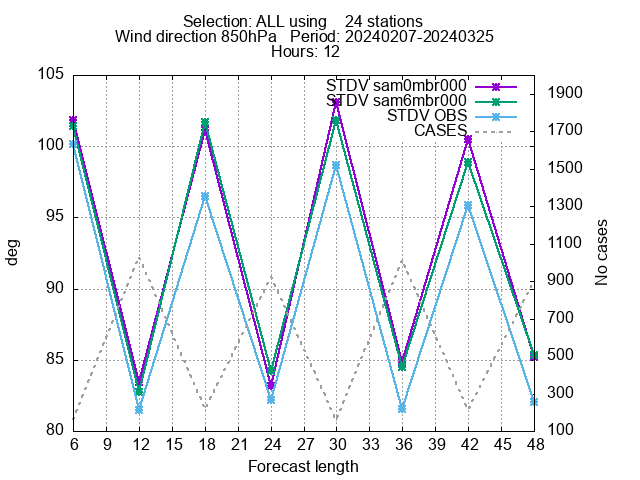 Selection: ALL using    24 stations
Wind direction 850hPa   Period: 20240207-20240325
Hours: 12
105
100
95
90
85
80
deg
STDV sam0mbr000
STDV sam6mbr000
STDV OBS
CASES
1900
1700
1500
1300
1100
900
700
500
300
100
No cases
6 9 12 15 18 21 24 27 30 33 36 39 42 45 48
Forecast length